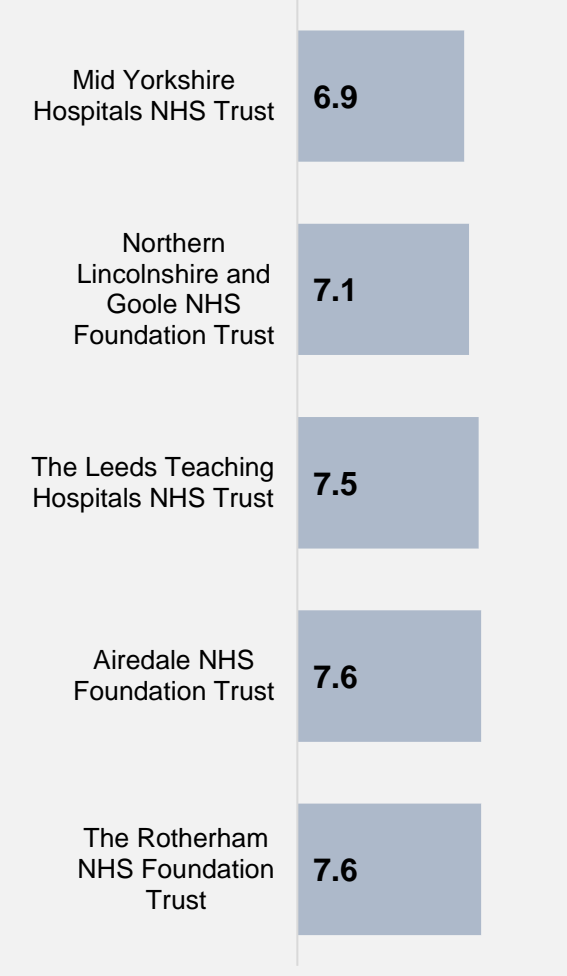 Mid Yorkshire
Hospitals NHS Trust
6.9
Northern
Lincolnshire and
Goole NHS
Foundation Trust
7.1
The Leeds Teaching
Hospitals NHS Trust
7.5
Airedale NHS
Foundation Trust
7.6
The Rotherham
NHS Foundation
Trust
7.6